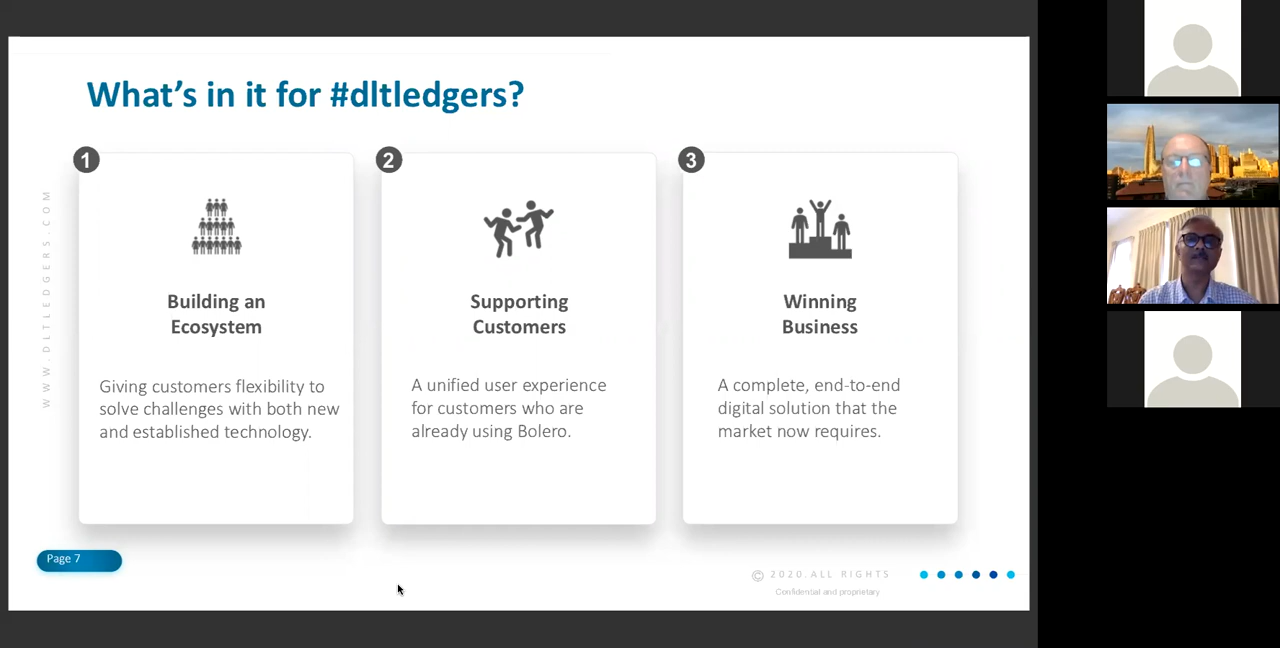 What's in it for #dltledgers?
WWW.DLTLEDGERS.COM
1
Building an
Ecosystem
Giving customers flexibility to
solve challenges with both new
and established technology.
2
Supporting
Customers
A unified user experience
for customers who are
already using Bolero.
3
Winning
Business
A complete, end-to-end
digital solution that the
market now requires.
Page 7
© 2020.ALL RIGHTS
Confidential and proprietary